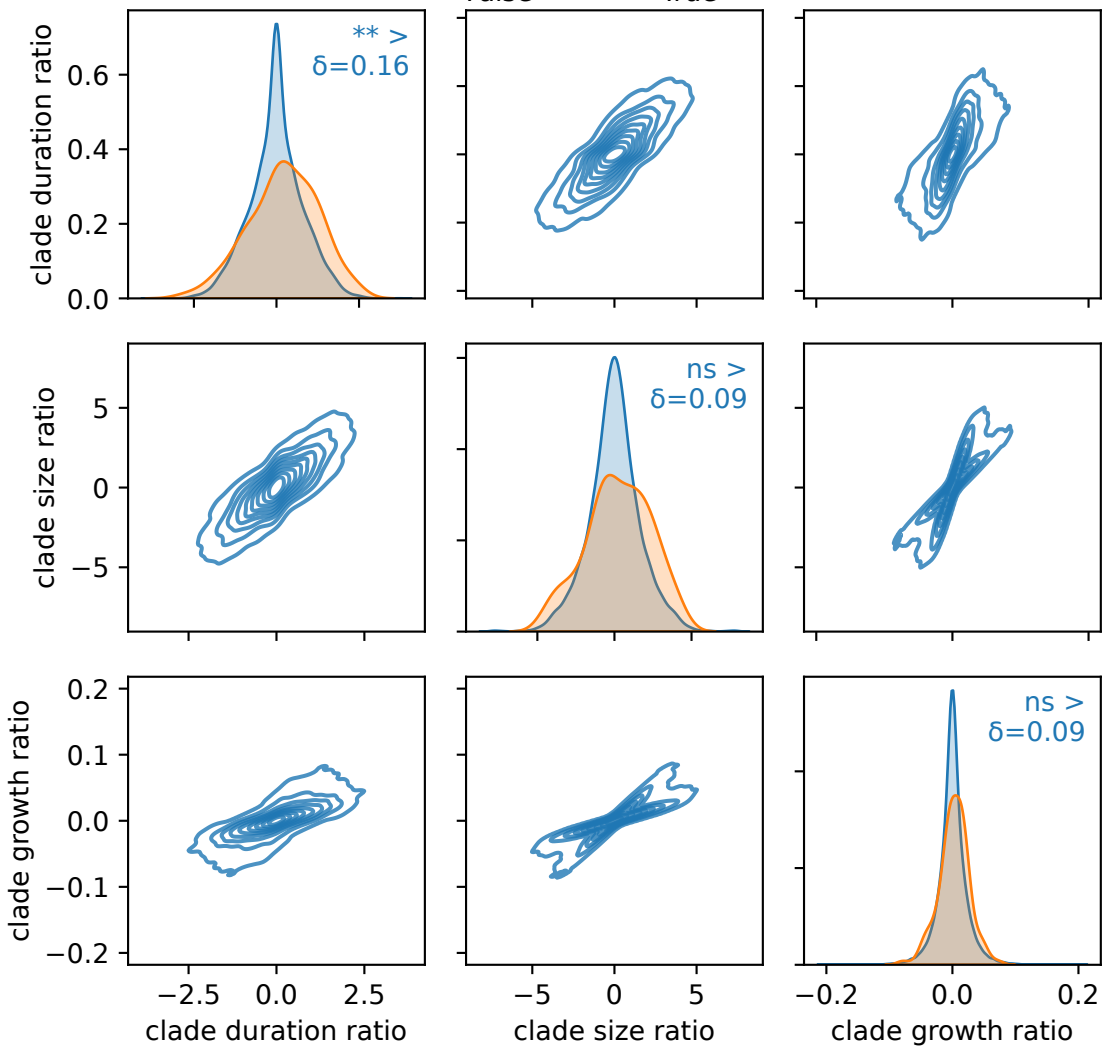 clade duration ratio
0.6
0.4
0.2
0.0
** >
δ=0.16
clade size ratio
5
0
−5
ns >
δ=0.09
clade growth ratio
0.2
0.1
0.0
−0.1
−0.2
ns >
δ=0.09
−2.5 0.0 2.5
clade duration ratio
−5 0 5
clade size ratio
−0.2 0.0 0.2
clade growth ratio